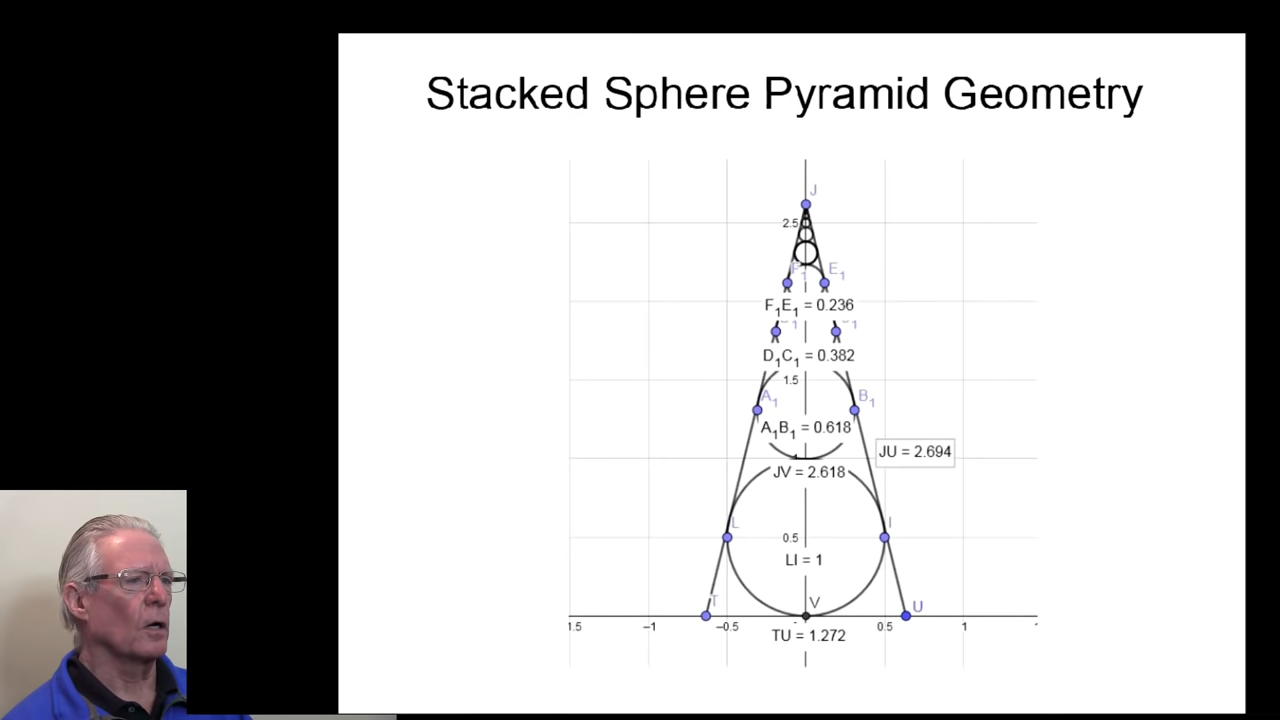 Stacked Sphere Pyramid Geometry
J
2.5
E₁
F₁E₁ = 0.236
D₁C₁ = 0.382
1.5
A₁
B₁
A₁B₁ = 0.618
JU = 2.694
JV = 2.618
L
I
0.5
LI = 1
T
V
U
1.5
−1
−0.5
0.5
1
TU = 1.272